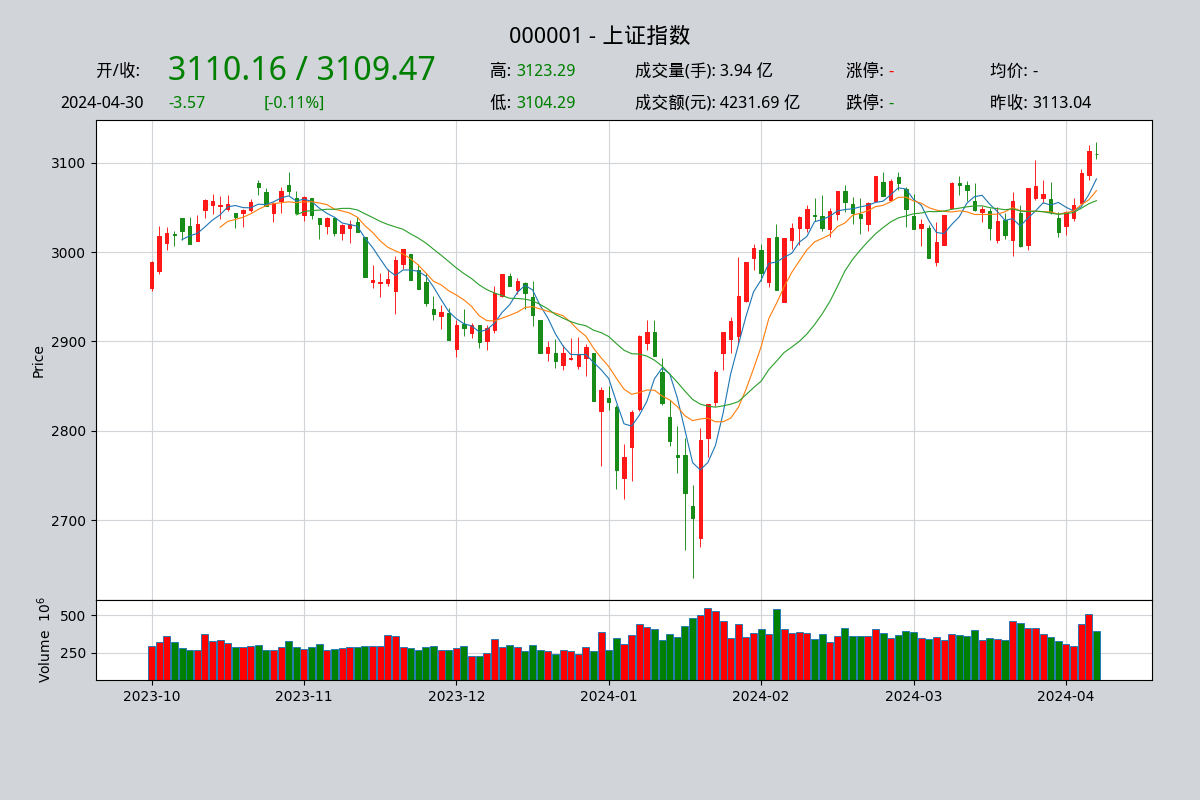 000001 - 上证指数
开/收: 3110.16 / 3109.47 高: 3123.29 成交量(手): 3.94 亿 涨停: - 均价: -
2024-04-30 -3.57 [-0.11%] 低: 3104.29 成交额(元): 4231.69 亿 跌停: - 昨收: 3113.04
3100
3000
2900
2800
2700
Price
500
250
Volume 10^6
2023-10 2023-11 2023-12 2024-01 2024-02 2024-03 2024-04